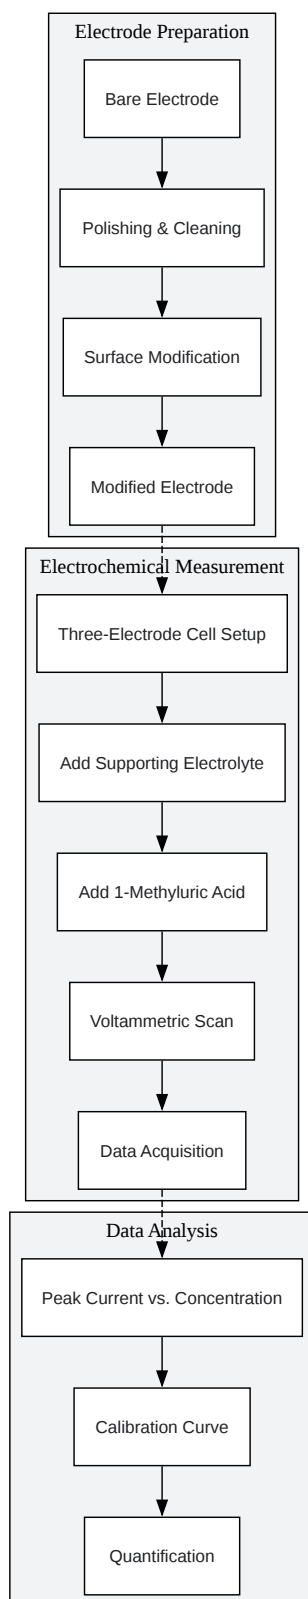 Electrode Preparation
Bare Electrode
Polishing & Cleaning
Surface Modification
Modified Electrode
Electrochemical Measurement
Three-Electrode Cell Setup
Add Supporting Electrolyte
Add 1-Methyluric Acid
Voltammetric Scan
Data Acquisition
Data Analysis
Peak Current vs. Concentration
Calibration Curve
Quantification